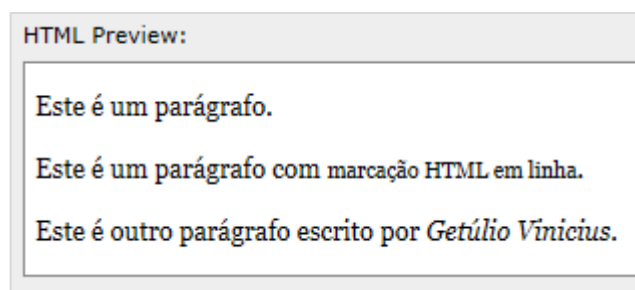 HTML Preview:
Este é um parágrafo.
Este é um parágrafo com marcação HTML em linha.
Este é outro parágrafo escrito por Getúlio Vinicius.